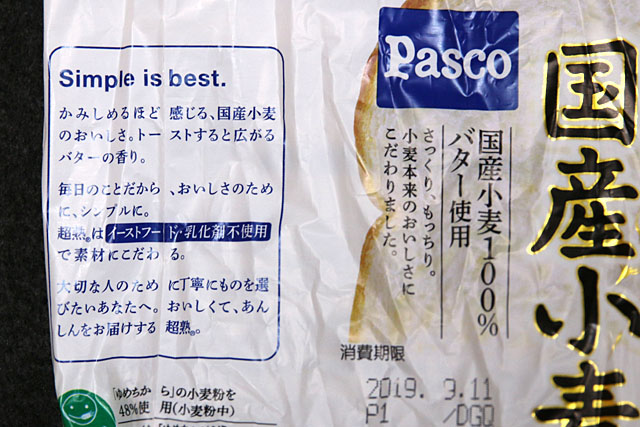 Simple is best.
かみしめるほど 感じる、国産小麦
のおいしさ。トーストすると広がる
バターの香り。
毎日のことだから、おいしさのため
に、シンプルに。
超熟®は イーストフード・乳化剤不使用
で素材にこだわる。
大切な人のために丁寧にものを選
びたいあなたへ。おいしくて、あん
しんをお届けする 超熟。
「ゆめちから」の小麦粉を
48%使用(小麦粉中)
Pasco
国産小麦100%
バター使用
さっくり、もっちり。
小麦本来のおいしさに
こだわりました。
国産小麦
消費期限
2019. 9.11
P1 /DGQ